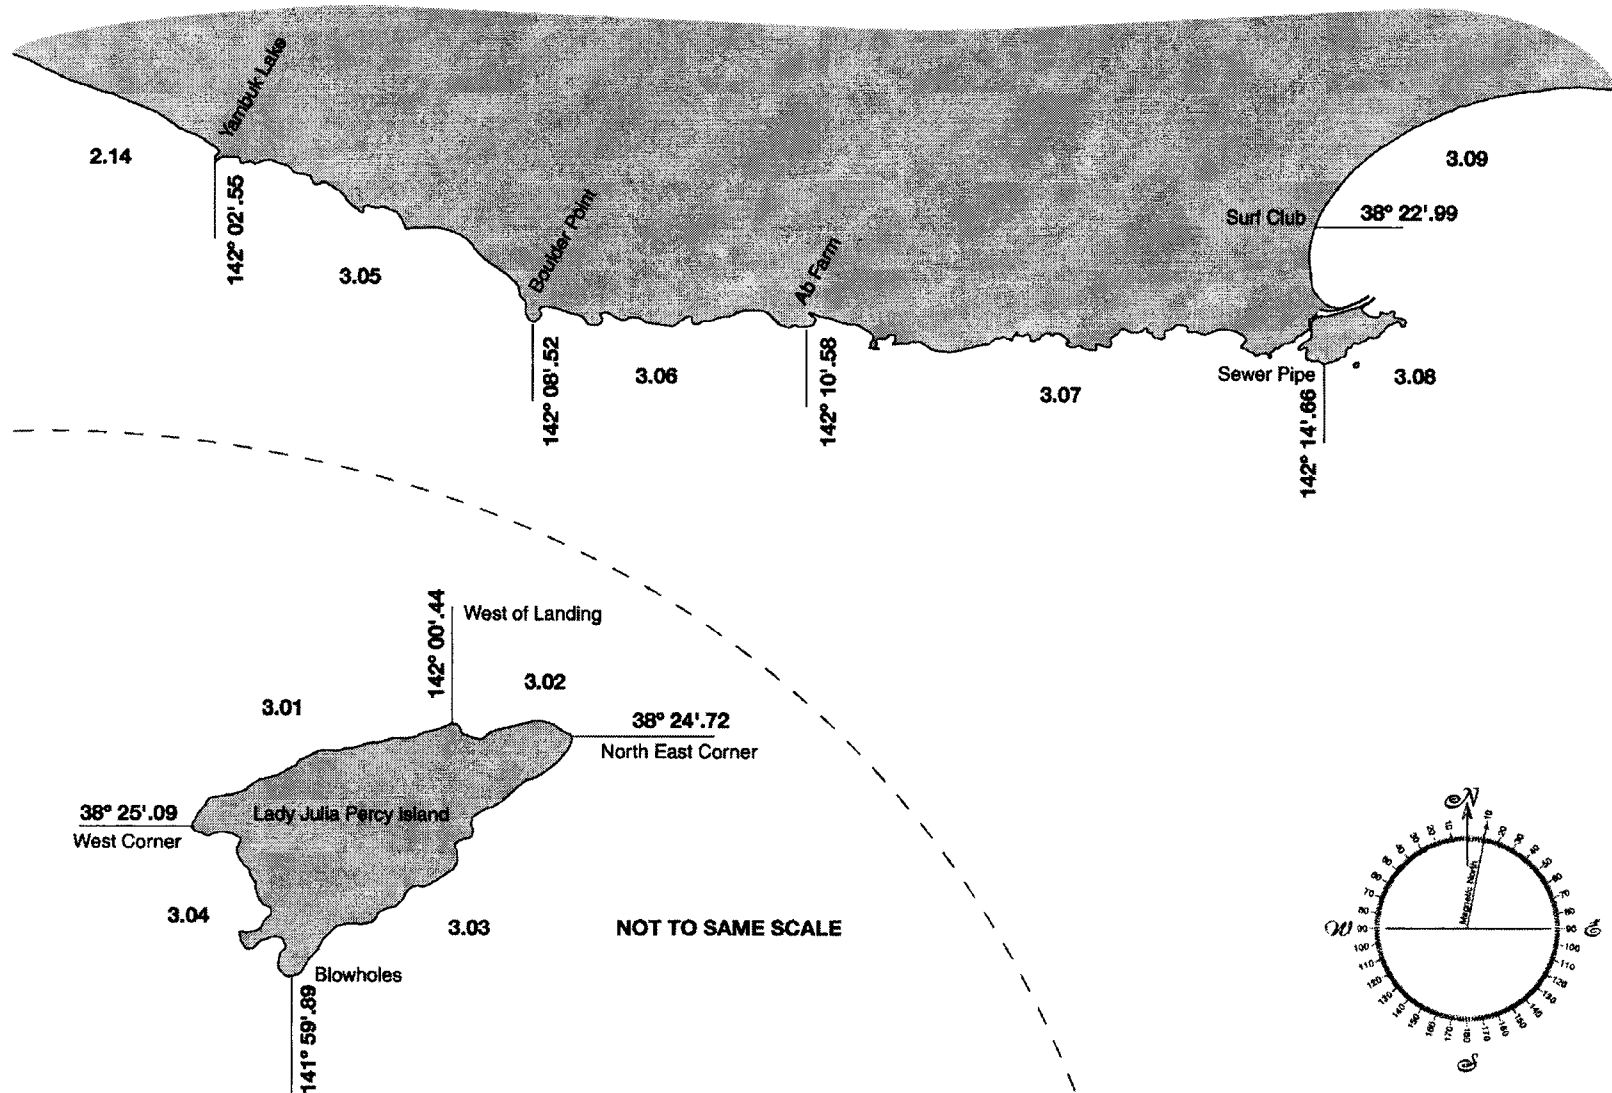 Yambuk Lake
2.14
3.09
142° 02'.55
Boulder Point
Surf Club
38° 22'.99
3.05
Ab Farm
142° 08'.52
3.06
142° 10'.58
3.07
Sewer Pipe
3.08
142° 14'.66
142° 00'.44
West of Landing
3.01
3.02
38° 24'.72
North East Corner
38° 25'.09
West Corner
Lady Julia Percy Island
3.04
3.03
NOT TO SAME SCALE
Blowholes
141° 59'.89
N
Magnetic North
W
E
S